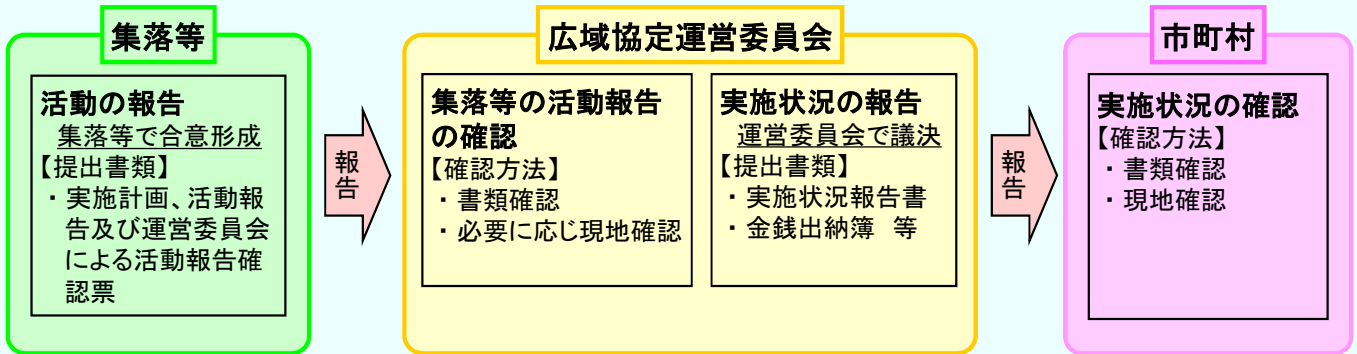 集落等
活動の報告
集落等で合意形成
【提出書類】
・実施計画、活動報
告及び運営委員会
による活動報告確
認票
報告
広域協定運営委員会
集落等の活動報告
の確認
【確認方法】
・書類確認
・必要に応じ現地確認
実施状況の報告
運営委員会で議決
【提出書類】
・実施状況報告書
・金銭出納簿　等
報告
市町村
実施状況の確認
【確認方法】
・書類確認
・現地確認